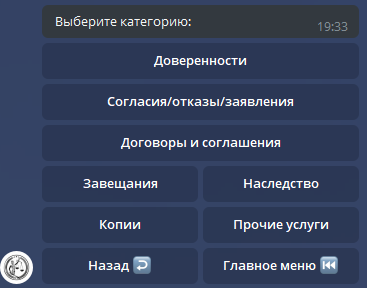 Выберите категорию:
19:33
Доверенности
Согласия/отказы/заявления
Договоры и соглашения
Завещания
Наследство
Копии
Прочие услуги
Назад
Главное меню